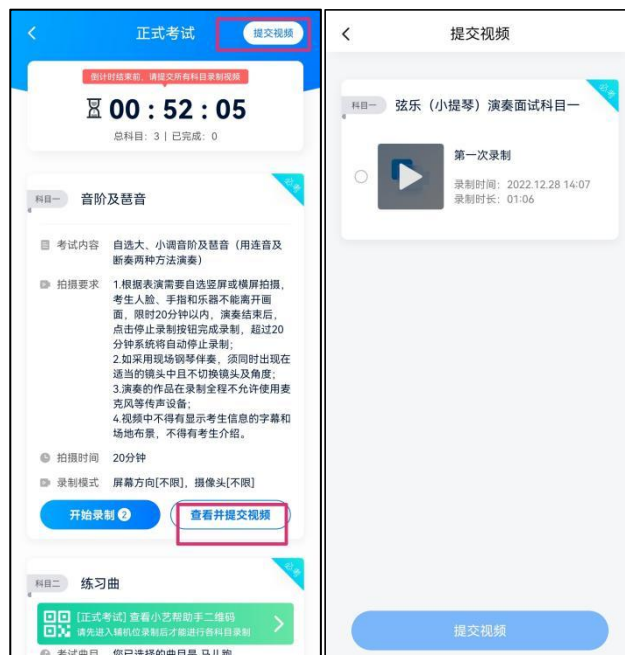 正式考试
提交视频
倒计时结束前，请提交所有科目录制视频
00 : 52 : 05
总科目：3 | 已完成：0
必考
科目一 音阶及琶音
考试内容 自选大、小调音阶及琶音（用连音及
断奏两种方法演奏）
拍摄要求 1.根据表演需要自选竖屏或横屏拍摄，
考生人脸、手指和乐器不能离开画
面，限时20分钟以内，演奏结束后，
点击停止录制按钮完成录制，超过20
分钟系统将自动停止录制；
2.如采用现场钢琴伴奏，须同时出现在
适当的镜头中且不切换镜头及角度；
3.演奏的作品在录制全程不允许使用麦
克风等传声设备；
4.视频中不得有显示考生信息的字幕和
场地布景，不得有考生介绍。
拍摄时间 20分钟
录制模式 屏幕方向[不限]，摄像头[不限]
开始录制 2
查看并提交视频
必考
科目二 练习曲
[正式考试] 查看小艺帮助手二维码
请先进入辅机位录制后才能进行各科目录制
考试曲目 您已选择的曲目是 马儿跑
提交视频
必考
科目一 弦乐（小提琴）演奏面试科目一
第一次录制
录制时间：2022.12.28 14:07
录制时长：01:06
提交视频